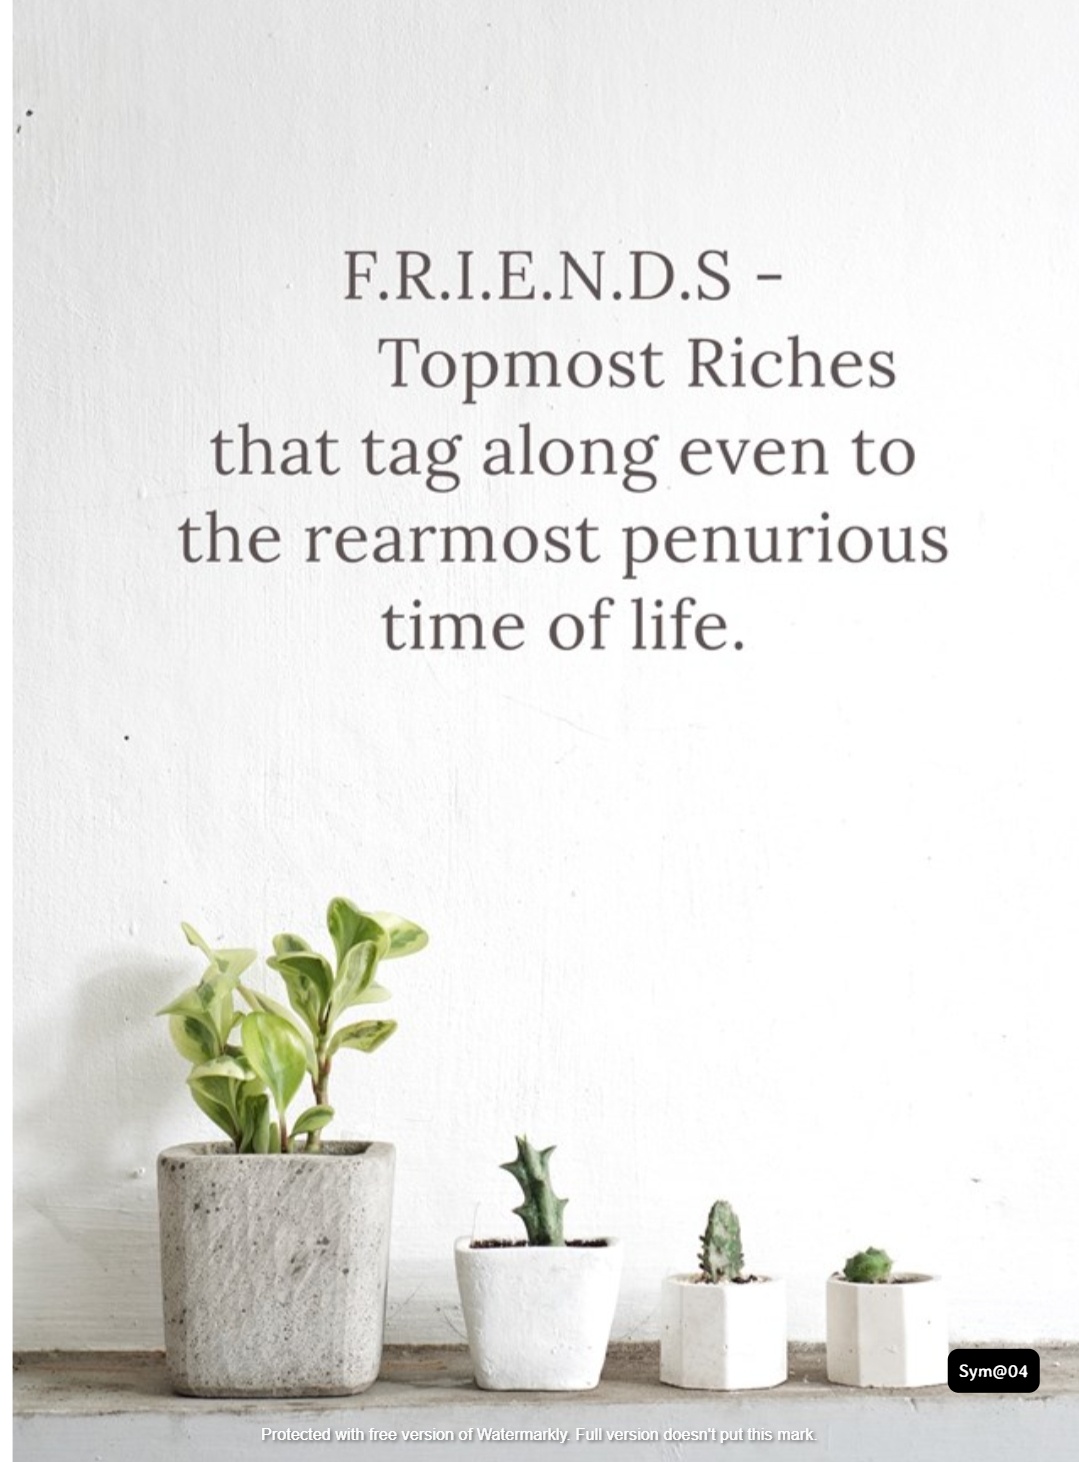 F.R.I.E.N.D.S -
Topmost Riches
that tag along even to
the rearmost penurious
time of life.
Sym@04
Protected with free version of Watermarkly. Full version doesn't put this mark.